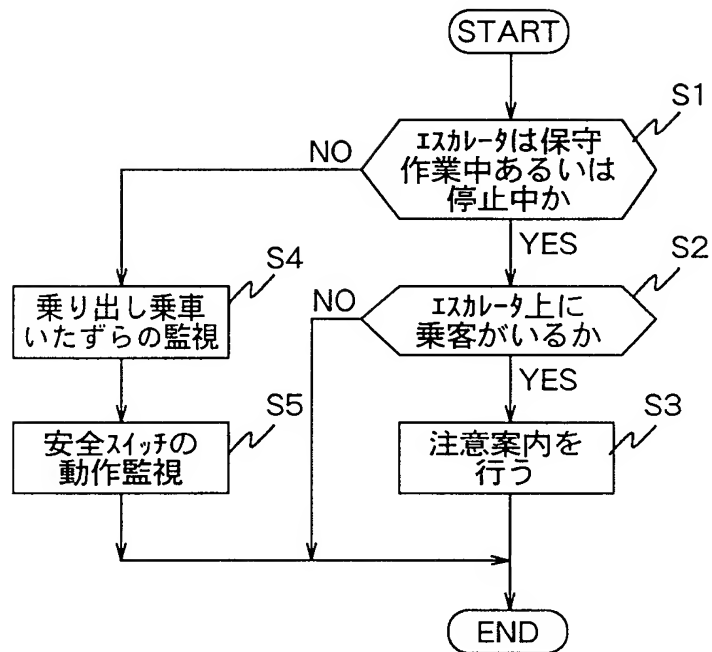 START
S1
エスカレータは保守
作業中あるいは
停止中か
NO
YES
S2
エスカレータ上に
乗客がいるか
NO
YES
S4
乗り出し乗車
いたずらの監視
S5
安全スイッチの
動作監視
S3
注意案内を
行う
END